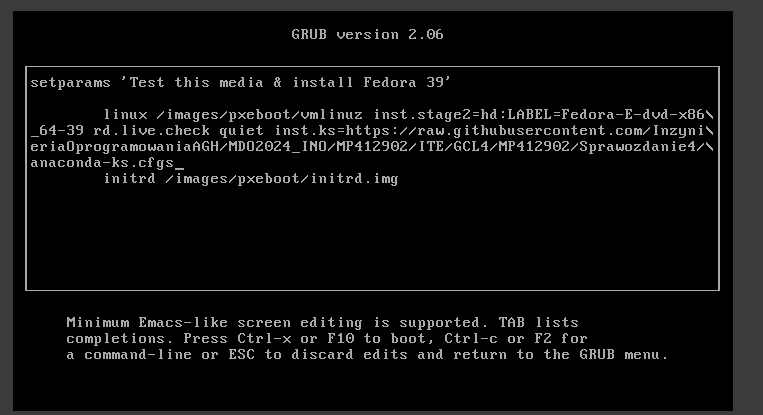 GRUB version 2.06
setparams 'Test this media & install Fedora 39'
linux /images/pxeboot/vmlinuz inst.stage2=hd:LABEL=Fedora-E-dvd-x86\
_64-39 rd.live.check quiet inst.ks=https://raw.githubusercontent.com/Inzyni\
eriaOprogramowaniaAGH/MDO2024_INO/MP412902/ITE/GCL4/MP412902/Sprawozdanie4/\
anaconda-ks.cfgs_
initrd /images/pxeboot/initrd.img
Minimum Emacs-like screen editing is supported. TAB lists
completions. Press Ctrl-x or F10 to boot, Ctrl-c or F2 for
a command-line or ESC to discard edits and return to the GRUB menu.